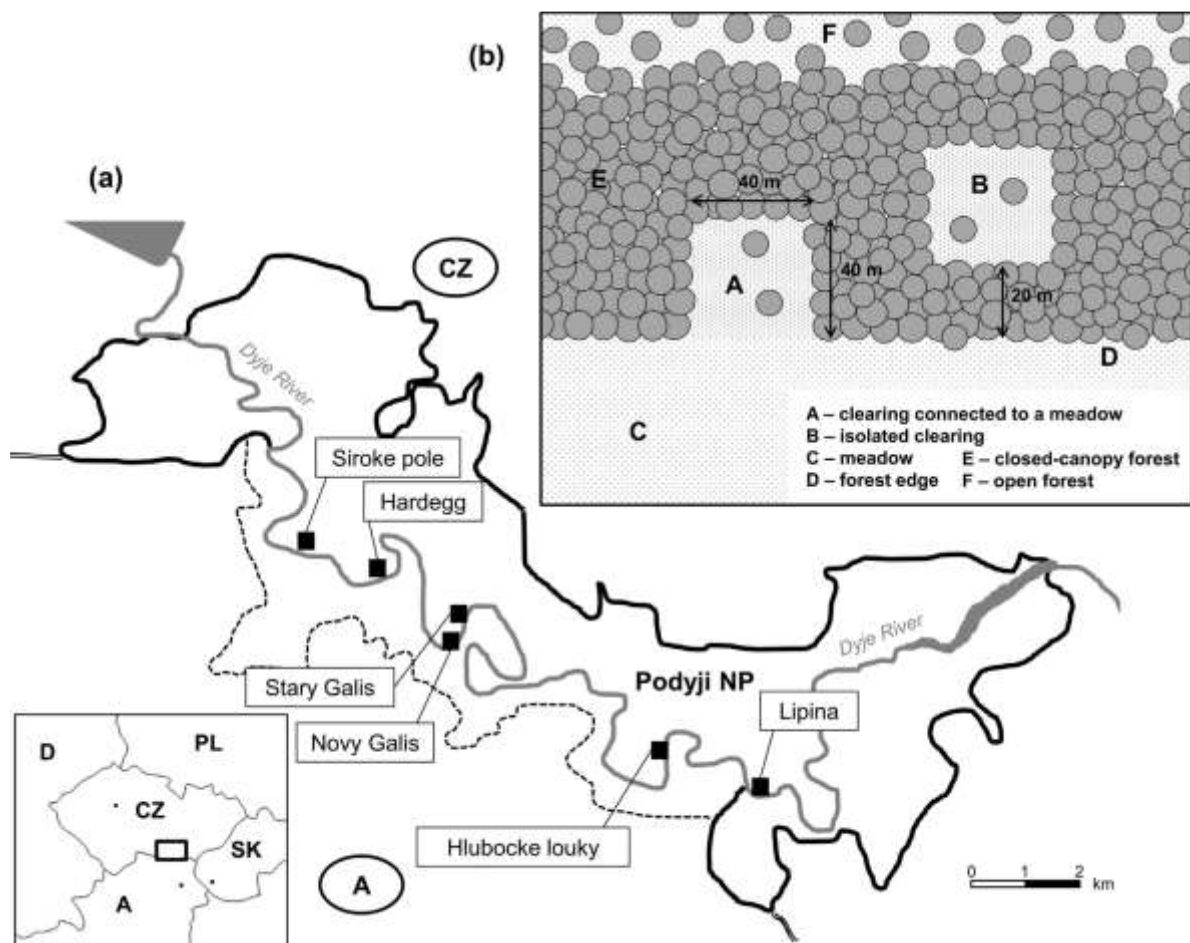 (b)
F
E
40 m
B
A
40 m
20 m
D
C
A – clearing connected to a meadow
B – isolated clearing
C – meadow E – closed-canopy forest
D – forest edge F – open forest
(a)
CZ
Dyje River
Siroke pole
Hardegg
Stary Galis
Novy Galis
Podyji NP
Dyje River
Lipina
Hlubocke louky
A
0 1 2
km
D
PL
CZ
SK
A